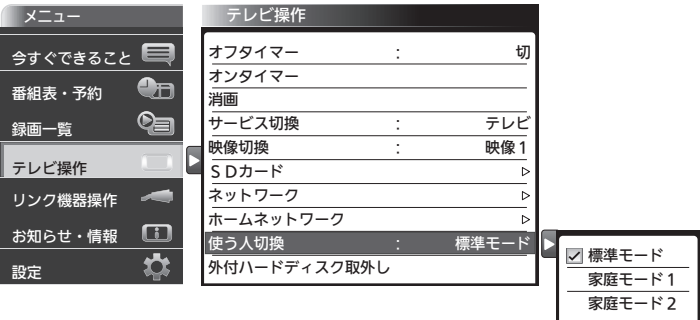 メニュー
今すぐできること
番組表・予約
録画一覧
テレビ操作
リンク機器操作
お知らせ・情報
設定
テレビ操作
オフタイマー : 切
オンタイマー
消画
サービス切換 : テレビ
映像切換 : 映像1
SDカード
ネットワーク
ホームネットワーク
使う人切換 : 標準モード
外付ハードディスク取外し
標準モード
家庭モード1
家庭モード2